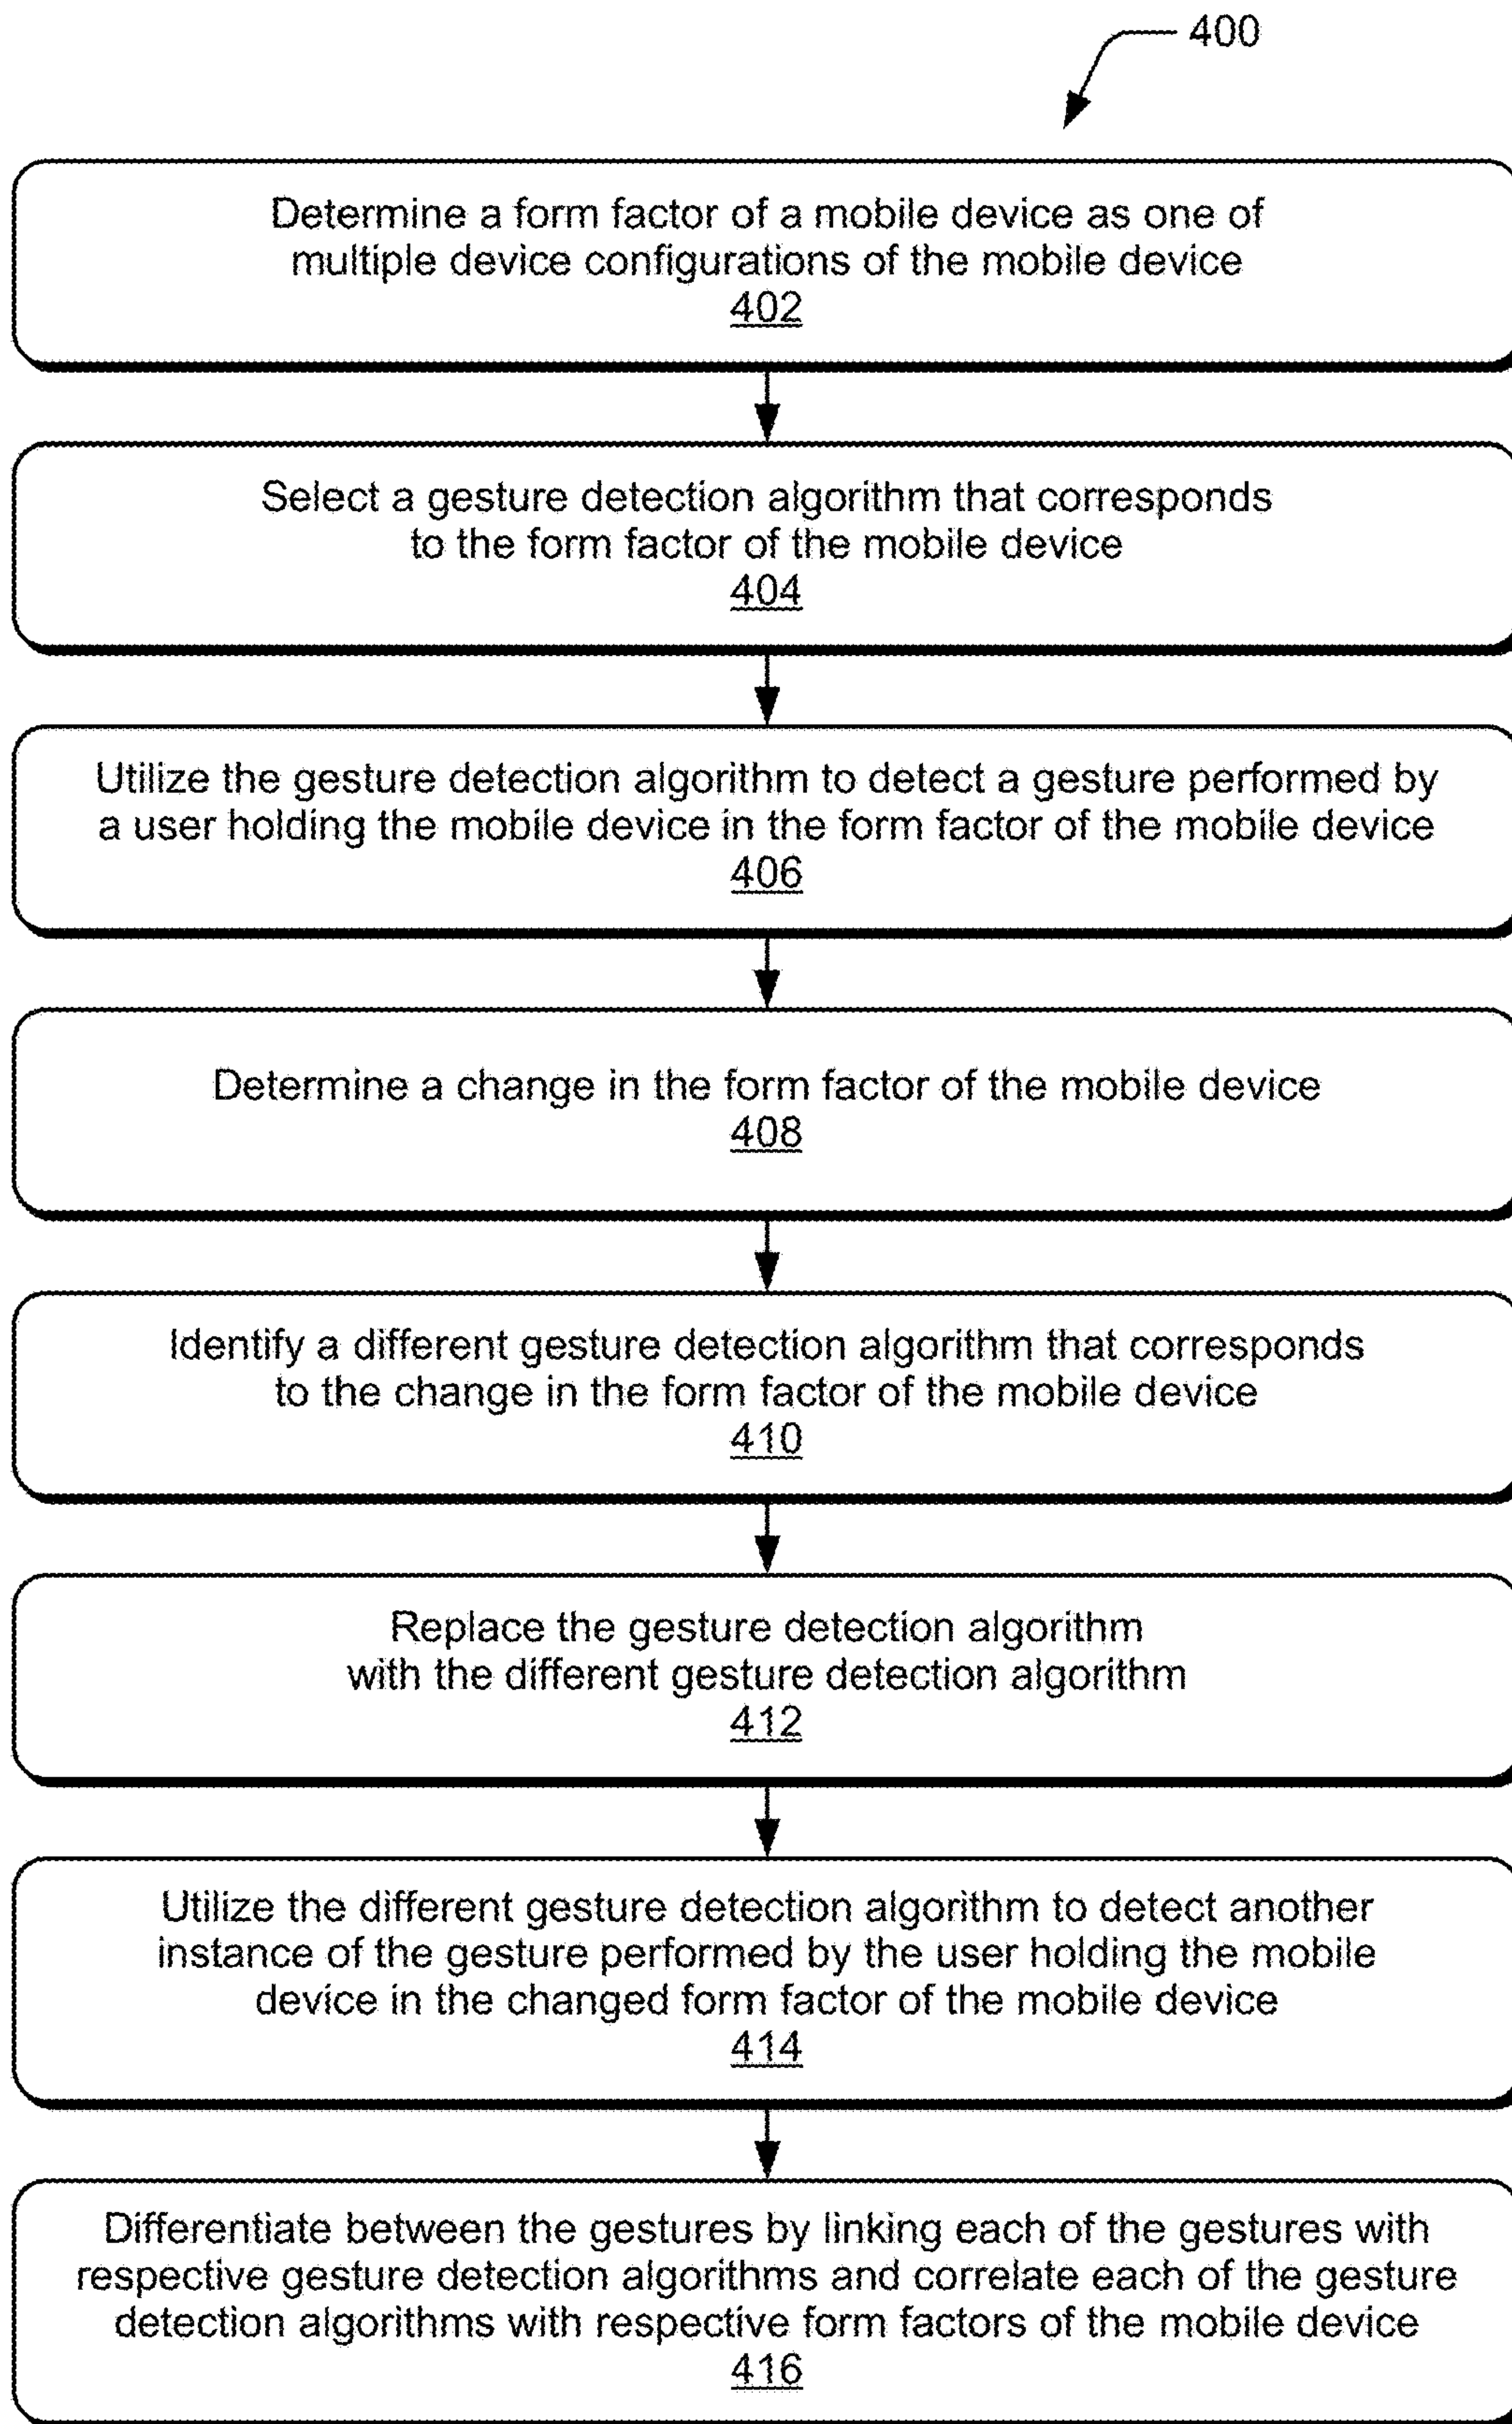 400
Determine a form factor of a mobile device as one of
multiple device configurations of the mobile device
402
Select a gesture detection algorithm that corresponds
to the form factor of the mobile device
404
Utilize the gesture detection algorithm to detect a gesture performed by
a user holding the mobile device in the form factor of the mobile device
406
Determine a change in the form factor of the mobile device
408
Identify a different gesture detection algorithm that corresponds
to the change in the form factor of the mobile device
410
Replace the gesture detection algorithm
with the different gesture detection algorithm
412
Utilize the different gesture detection algorithm to detect another
instance of the gesture performed by the user holding the mobile
device in the changed form factor of the mobile device
414
Differentiate between the gestures by linking each of the gestures with
respective gesture detection algorithms and correlate each of the gesture
detection algorithms with respective form factors of the mobile device
416